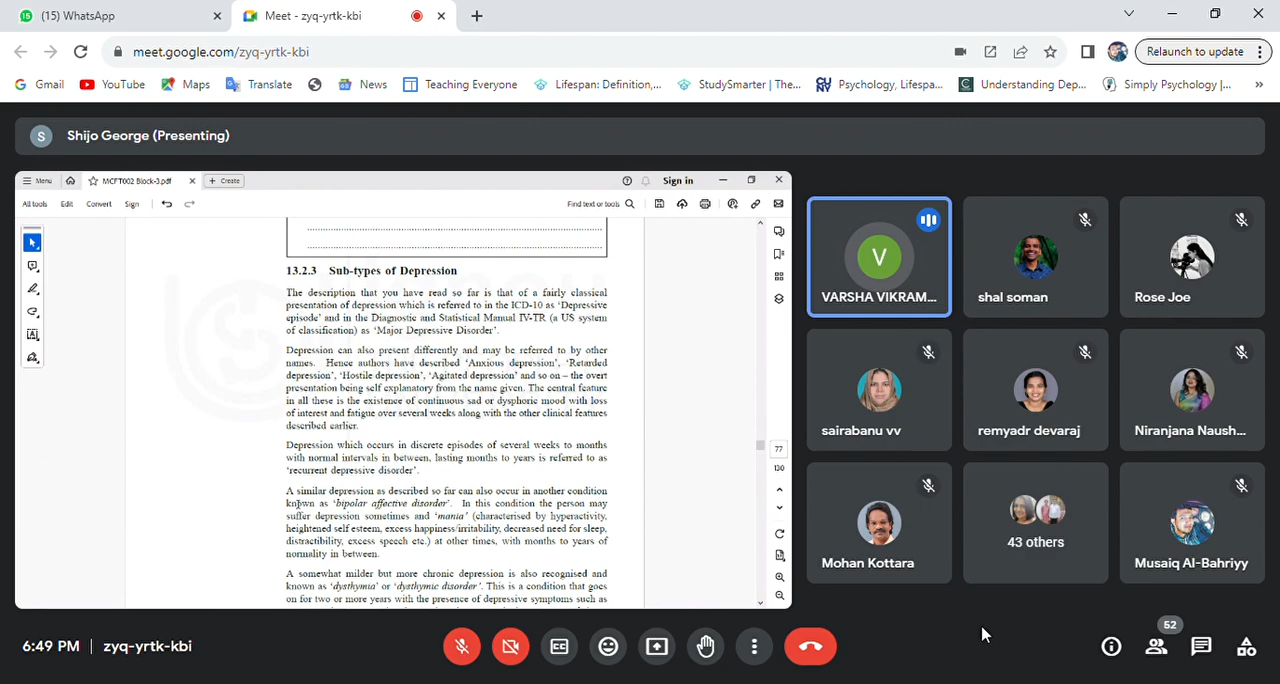 (15) WhatsApp
Meet - zyq-yrtk-kbi
meet.google.com/zyq-yrtk-kbi
Relaunch to update
Gmail
YouTube
Maps
Translate
News
Teaching Everyone
Lifespan: Definition,...
StudySmarter | The...
Psychology, Lifespa...
Understanding Dep...
Simply Psychology |...
»
S Shijo George (Presenting)
Menu
MCFT002 Block-3.pdf
+ Create
Sign in
All tools Edit Convert Sign
Find text or tools
13.2.3 Sub-types of Depression
The description that you have read so far is that of a fairly classical
presentation of depression which is referred to in the ICD-10 as ‘Depressive
episode’ and in the Diagnostic and Statistical Manual IV-TR (a US system
of classification) as ‘Major Depressive Disorder’.
Depression can also present differently and may be referred to by other
names. Hence authors have described ‘Anxious depression’, ‘Retarded
depression’, ‘Hostile depression’, ‘Agitated depression’ and so on – the overt
presentation being self explanatory from the name given. The central feature
in all these is the existence of continuous sad or dysphoric mood with loss
of interest and fatigue over several weeks along with the other clinical features
described earlier.
Depression which occurs in discrete episodes of several weeks to months
with normal intervals in between, lasting months to years is referred to as
‘recurrent depressive disorder’.
A similar depression as described so far can also occur in another condition
known as ‘bipolar affective disorder’. In this condition the person may
suffer depression sometimes and ‘mania’ (characterised by hyperactivity,
heightened self esteem, excess happiness/irritability, decreased need for sleep,
distractibility, excess speech etc.) at other times, with months to years of
normality in between.
A somewhat milder but more chronic depression is also recognised and
known as ‘dysthymia’ or ‘dysthymic disorder’. This is a condition that goes
on for two or more years with the presence of depressive symptoms such as
77
130
V
VARSHA VIKRAM...
shal soman
Rose Joe
sairabanu vv
remyadr devaraj
Niranjana Naush...
Mohan Kottara
43 others
Musaiq Al-Bahriyy
6:49 PM | zyq-yrtk-kbi
52